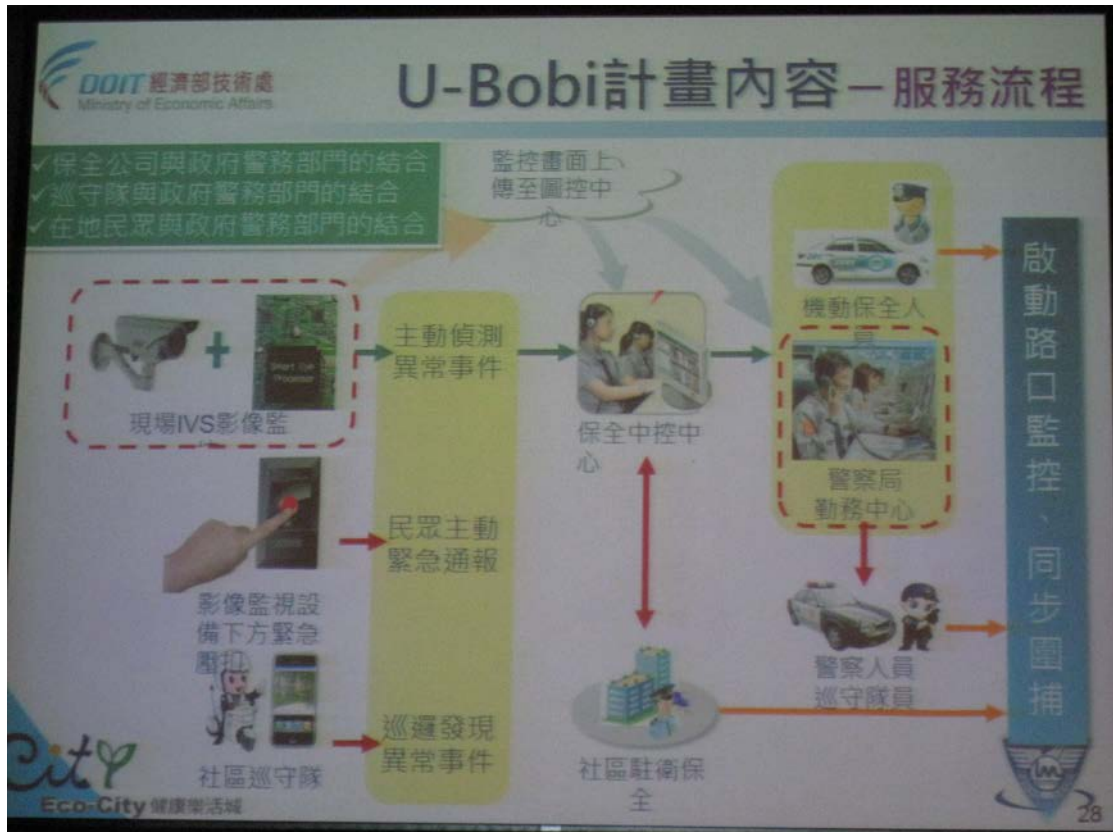 DOIT 經濟部技術處
Ministry of Economic Affairs
U-Bobi計畫內容－服務流程
✓保全公司與政府警務部門的結合
✓巡守隊與政府警務部門的結合
✓在地民眾與政府警務部門的結合
監控畫面上
傳至圖控中
心
機動保全人
員
啟動路口監控、同步圍捕
Smart Eye
Processor
現場IVS影像監
主動偵測
異常事件
保全中控中
心
警察局
勤務中心
民眾主動
緊急通報
影像監視設
備下方緊急
壓扣
警察人員
巡守隊員
社區巡守隊
巡邏發現
異常事件
社區駐衛保
全
City
Eco-City 健康樂活城
28